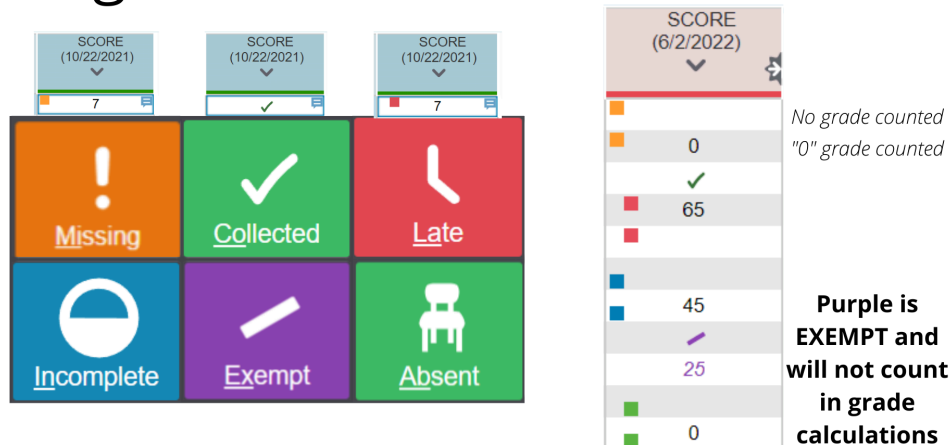 SCORE
(10/22/2021)
7
SCORE
(10/22/2021)
SCORE
(10/22/2021)
7
Missing
Collected
Late
Incomplete
Exempt
Absent
SCORE
(6/2/2022)
0
65
45
25
0
No grade counted
"0" grade counted
Purple is
EXEMPT and
will not count
in grade
calculations